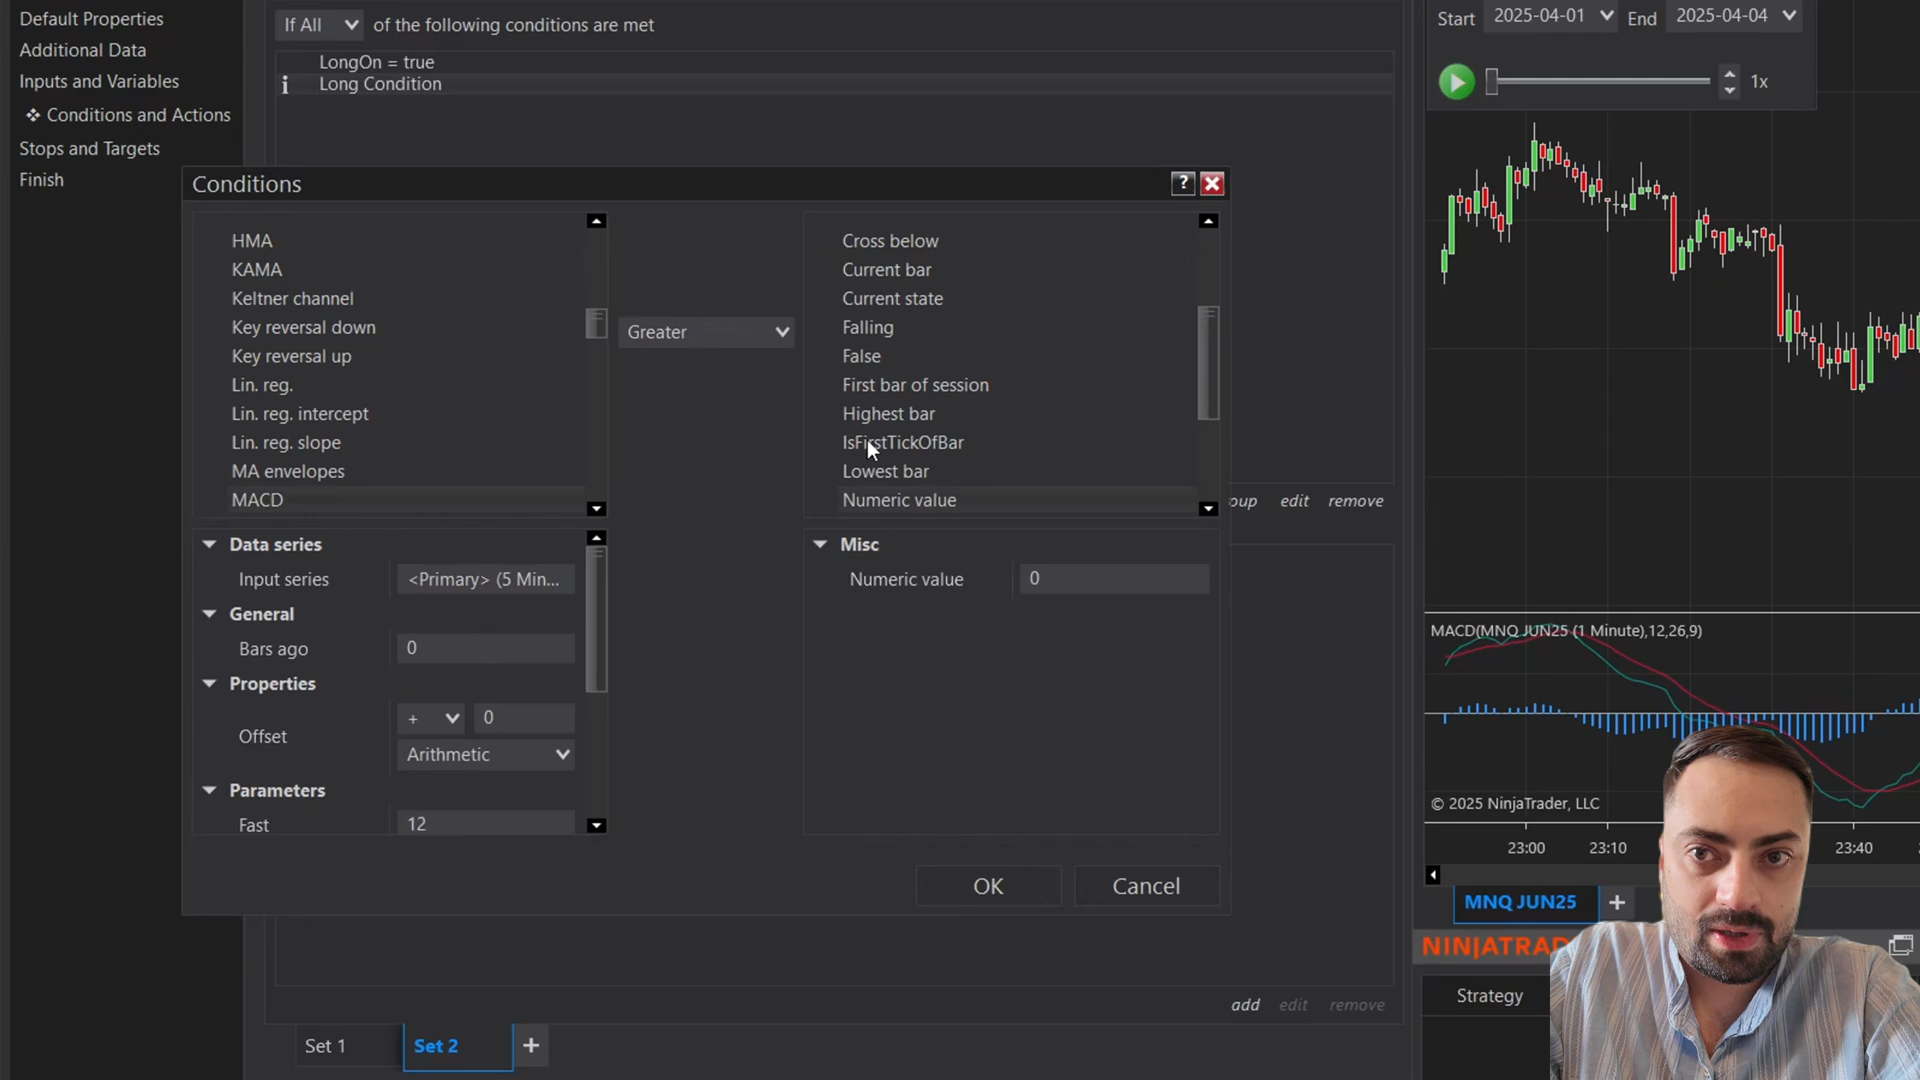 Default Properties
Additional Data
Inputs and Variables
Conditions and Actions
Stops and Targets
Finish
If All
of the following conditions are met
LongOn = true
Long Condition
Conditions
?
HMA
KAMA
Keltner channel
Key reversal down
Key reversal up
Lin. reg.
Lin. reg. intercept
Lin. reg. slope
MA envelopes
MACD
Greater
Cross below
Current bar
Current state
Falling
False
First bar of session
Highest bar
IsFirstTickOfBar
Lowest bar
Numeric value
Data series
Input series
<Primary> (5 Min...
General
Bars ago
0
Properties
Offset
+
0
Arithmetic
Parameters
Fast
12
Misc
Numeric value
0
OK
Cancel
oup
edit
remove
add
edit
remove
Set 1
Set 2
+
Start
2025-04-01
End
2025-04-04
1x
MACD(MNQ JUN25 (1 Minute),12,26,9)
© 2025 NinjaTrader, LLC
23:00
23:10
23:40
MNQ JUN25
+
NINJATRAD
Strategy